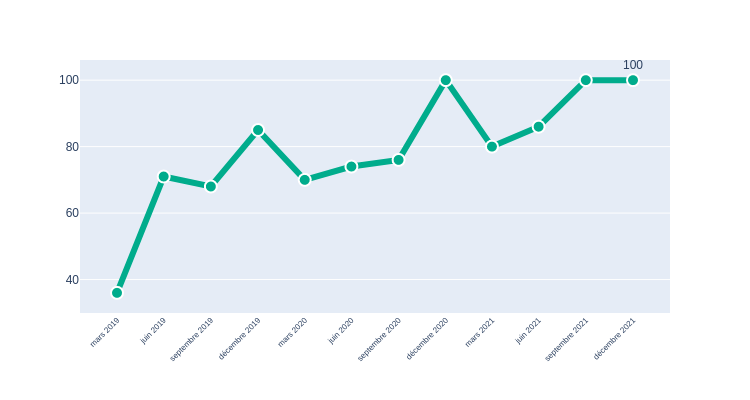 100
100
80
60
40
mars 2019
juin 2019
septembre 2019
décembre 2019
mars 2020
juin 2020
septembre 2020
décembre 2020
mars 2021
juin 2021
septembre 2021
décembre 2021